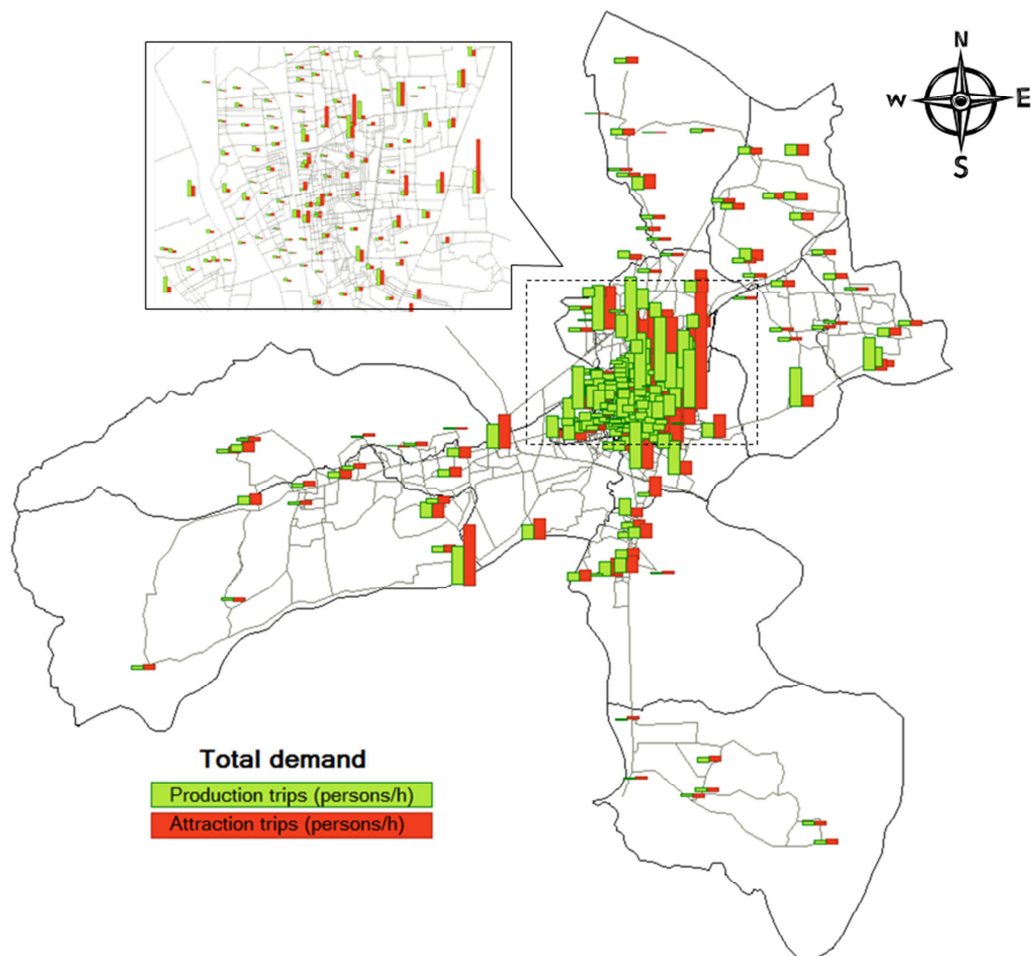 N
W
E
S
Total demand
Production trips (persons/h)
Attraction trips (persons/h)